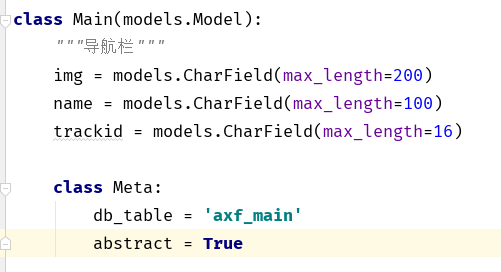 class Main(models.Model):
    """导航栏"""
    img = models.CharField(max_length=200)
    name = models.CharField(max_length=100)
    trackid = models.CharField(max_length=16)
    class Meta:
        db_table = 'axf_main'
        abstract = True